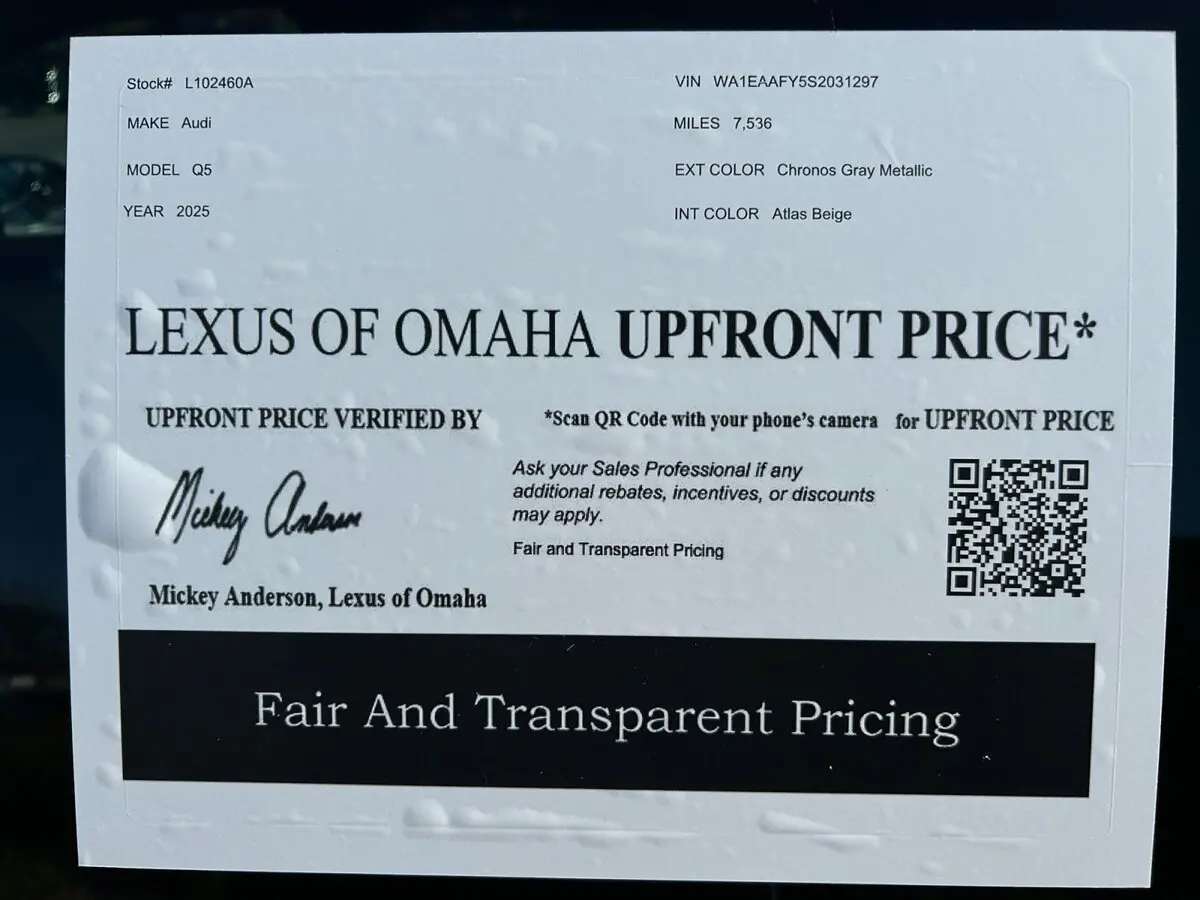 Stock# L102460A
VIN WA1EAAFY5S2031297
MAKE Audi
MILES 7,536
MODEL Q5
EXT COLOR Chronos Gray Metallic
YEAR 2025
INT COLOR Atlas Beige
LEXUS OF OMAHA UPFRONT PRICE*
UPFRONT PRICE VERIFIED BY
*Scan QR Code with your phone's camera for UPFRONT PRICE
Mickey Anderson
Ask your Sales Professional if any
additional rebates, incentives, or discounts
may apply.
Fair and Transparent Pricing
Mickey Anderson, Lexus of Omaha
Fair And Transparent Pricing